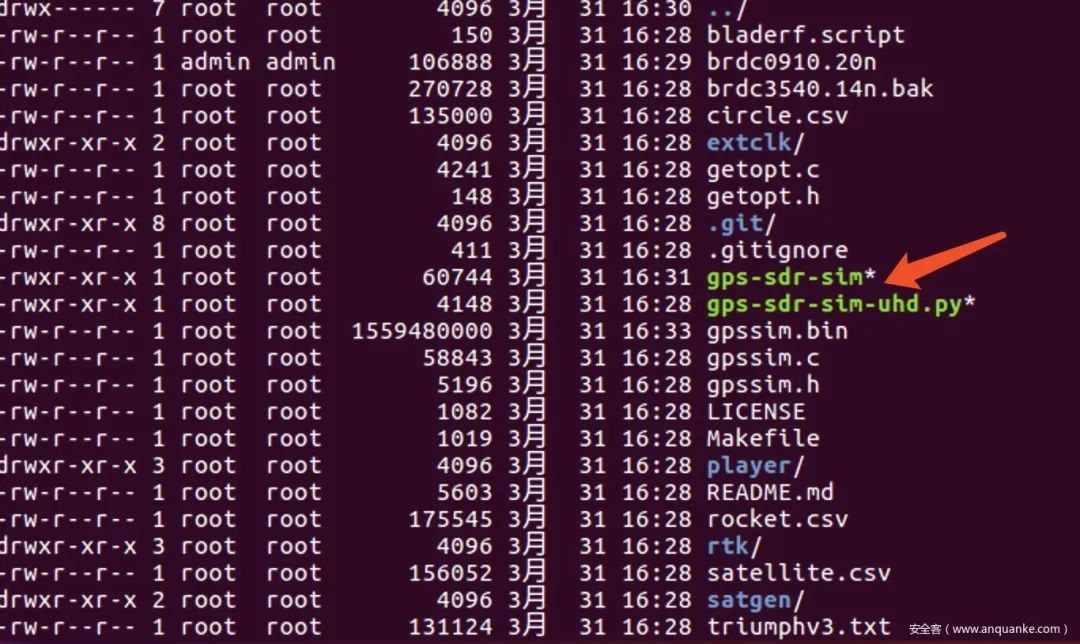 drwx------ 7 root root 4096 3月 31 16:30 ../
-rw-r--r-- 1 root root 150 3月 31 16:28 bladerf.script
-rw-r--r-- 1 admin admin 106888 3月 31 16:29 brdc0910.20n
-rw-r--r-- 1 root root 270728 3月 31 16:28 brdc3540.14n.bak
-rw-r--r-- 1 root root 135000 3月 31 16:28 circle.csv
drwxr-xr-x 2 root root 4096 3月 31 16:28 extclk/
-rw-r--r-- 1 root root 4241 3月 31 16:28 getopt.c
-rw-r--r-- 1 root root 148 3月 31 16:28 getopt.h
drwxr-xr-x 8 root root 4096 3月 31 16:28 .git/
-rw-r--r-- 1 root root 411 3月 31 16:28 .gitignore
-rwxr-xr-x 1 root root 60744 3月 31 16:31 gps-sdr-sim*
-rwxr-xr-x 1 root root 4148 3月 31 16:28 gps-sdr-sim-uhd.py*
-rw-r--r-- 1 root root 1559480000 3月 31 16:33 gpssim.bin
-rw-r--r-- 1 root root 58843 3月 31 16:28 gpssim.c
-rw-r--r-- 1 root root 5196 3月 31 16:28 gpssim.h
-rw-r--r-- 1 root root 1082 3月 31 16:28 LICENSE
-rw-r--r-- 1 root root 1019 3月 31 16:28 Makefile
drwxr-xr-x 3 root root 4096 3月 31 16:28 player/
-rw-r--r-- 1 root root 5603 3月 31 16:28 README.md
-rw-r--r-- 1 root root 175545 3月 31 16:28 rocket.csv
drwxr-xr-x 3 root root 4096 3月 31 16:28 rtk/
-rw-r--r-- 1 root root 156052 3月 31 16:28 satellite.csv
drwxr-xr-x 2 root root 4096 3月 31 16:28 satgen/
-rw-r--r-- 1 root root 131124 3月 31 16:28 triumphv3.txt
安全客（www.anquanke.com）